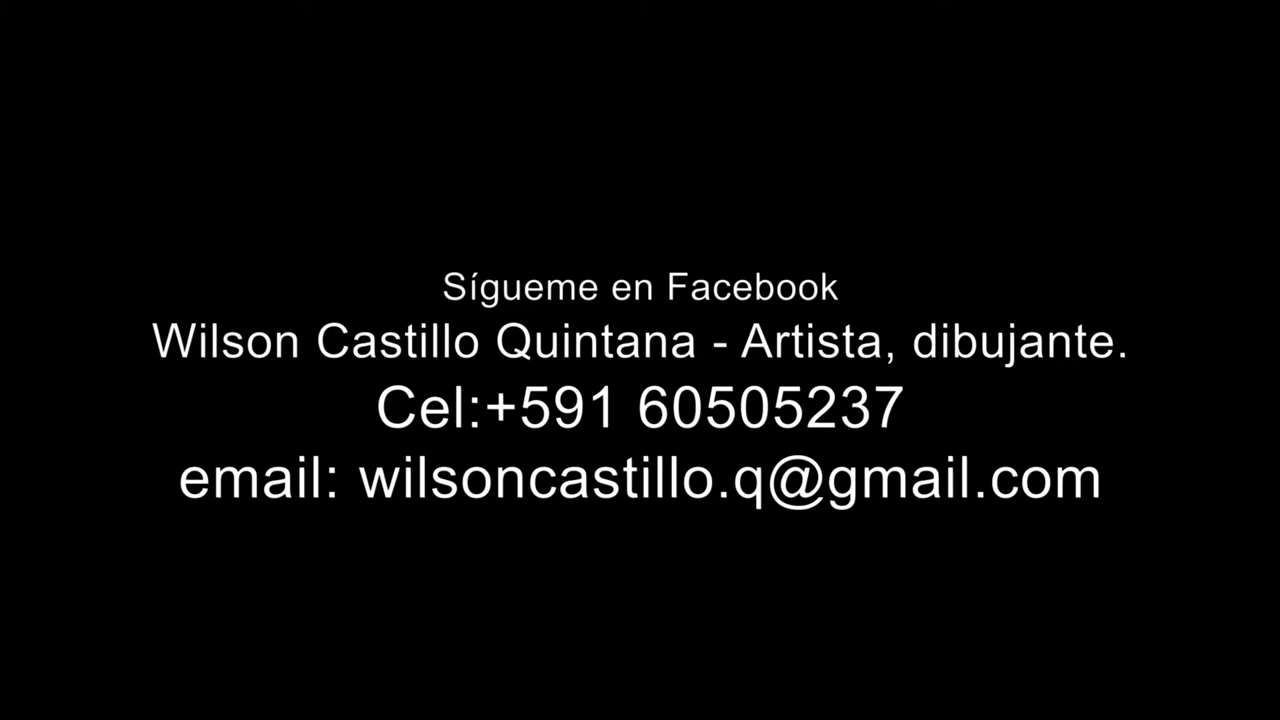 Sígueme en Facebook
Wilson Castillo Quintana - Artista, dibujante.
Cel:+591 60505237
email: wilsoncastillo.q@gmail.com